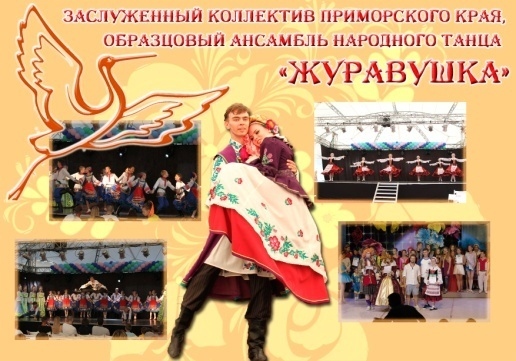 ЗАСЛУЖЕННЫЙ КОЛЛЕКТИВ ПРИМОРСКОГО КРАЯ,
ОБРАЗЦОВЫЙ АНСАМБЛЬ НАРОДНОГО ТАНЦА
«ЖУРАВУШКА»